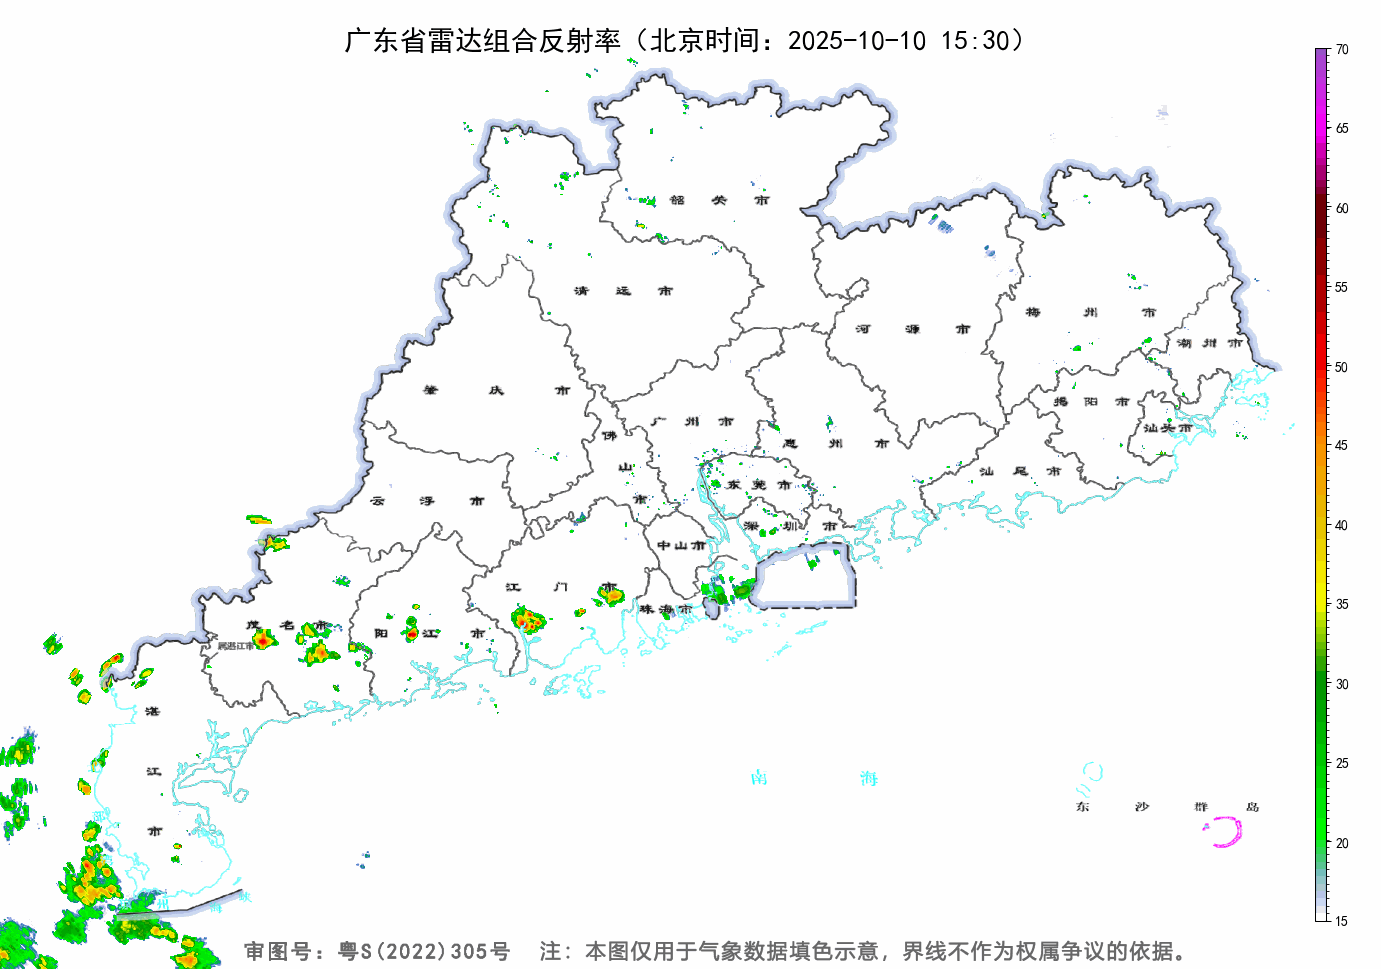 广东省雷达组合反射率（北京时间：2025-10-10 15:30）
70
65
60
55
50
45
40
35
30
25
20
15
韶关市
清远市
河源市
梅州市
潮州市
肇庆市
广州市
佛山市
惠州市
揭阳市
汕头市
汕尾市
云浮市
东莞市
深圳市
中山市
江门市
珠海市
茂名市
阳江市
属湛江市
湛江市
南海
东沙群岛
州
海
峡
审图号：粤S(2022)305号 注：本图仅用于气象数据填色示意，界线不作为权属争议的依据。